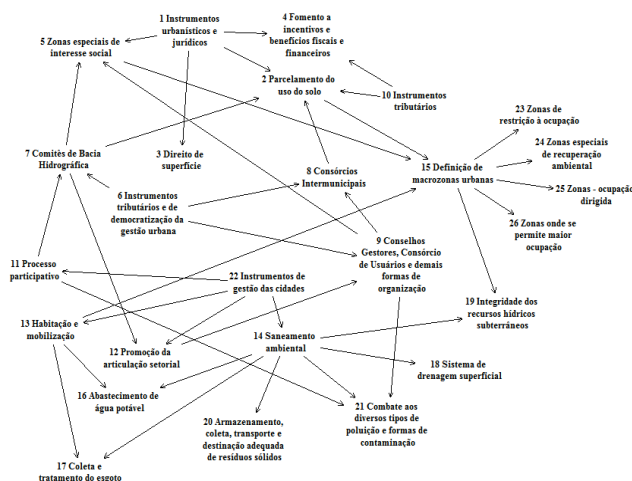 1 Instrumentos
urbanísticos e
jurídicos
4 Fomento a
incentivos e
benefícios fiscais e
financeiros
5 Zonas especiais de
interesse social
2 Parcelamento do
uso do solo
10 Instrumentos
tributários
23 Zonas de
restrição à ocupação
24 Zonas especiais
de recuperação
ambiental
7 Comitês de Bacia
Hidrográfica
3 Direito de
superfície
8 Consórcios
Intermunicipais
15 Definição de
macrozonas urbanas
25 Zonas - ocupação
dirigida
6 Instrumentos
tributários e de
democratização da
gestão urbana
26 Zonas onde se
permite maior
ocupação
9 Conselhos
Gestores, Consórcio
de Usuários e demais
formas de
organização
11 Processo
participativo
22 Instrumentos de
gestão das cidades
19 Integridade dos
recursos hídricos
subterrâneos
13 Habitação e
mobilização
14 Saneamento
ambiental
12 Promoção da
articulação setorial
18 Sistema de
drenagem superficial
16 Abastecimento de
água potável
20 Armazenamento,
coleta, transporte e
destinação adequada
de resíduos sólidos
21 Combate aos
diversos tipos de
poluição e formas de
contaminação
17 Coleta e
tratamento do esgoto